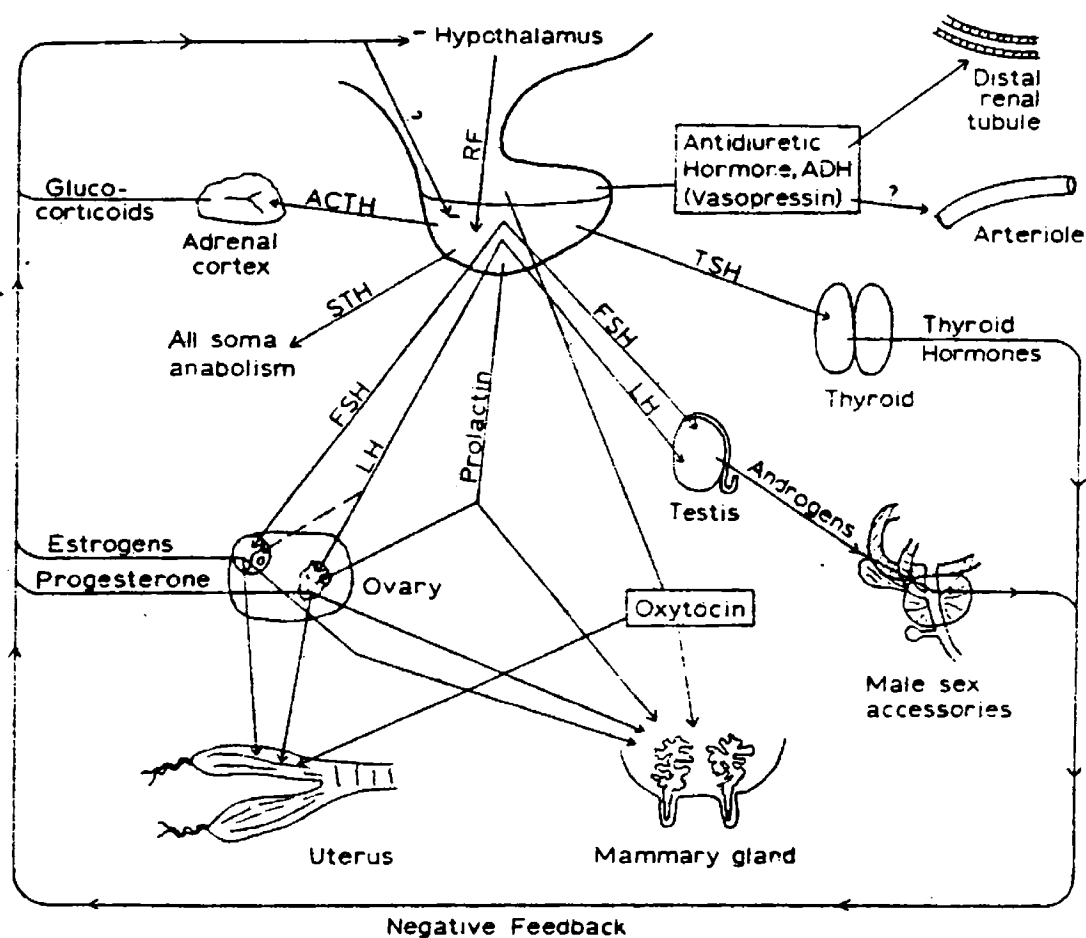 - Hypothalamus
?
RF
Distal
renal
tubule
Antidiuretic
Hormore, ADH
(Vasopressin)
?
Arteriole
Gluco-
corticoids
ACTH
Adrenal
cortex
TSH
STH
All soma
anabolism
FSH
LH
Prolactin
FSH
LH
Thyroid
Hormones
Thyroid
Testis
Androgens
Estrogens
Progesterone
Ovary
Oxytocin
Male sex
accessories
Uterus
Mammary gland
Negative Feedback